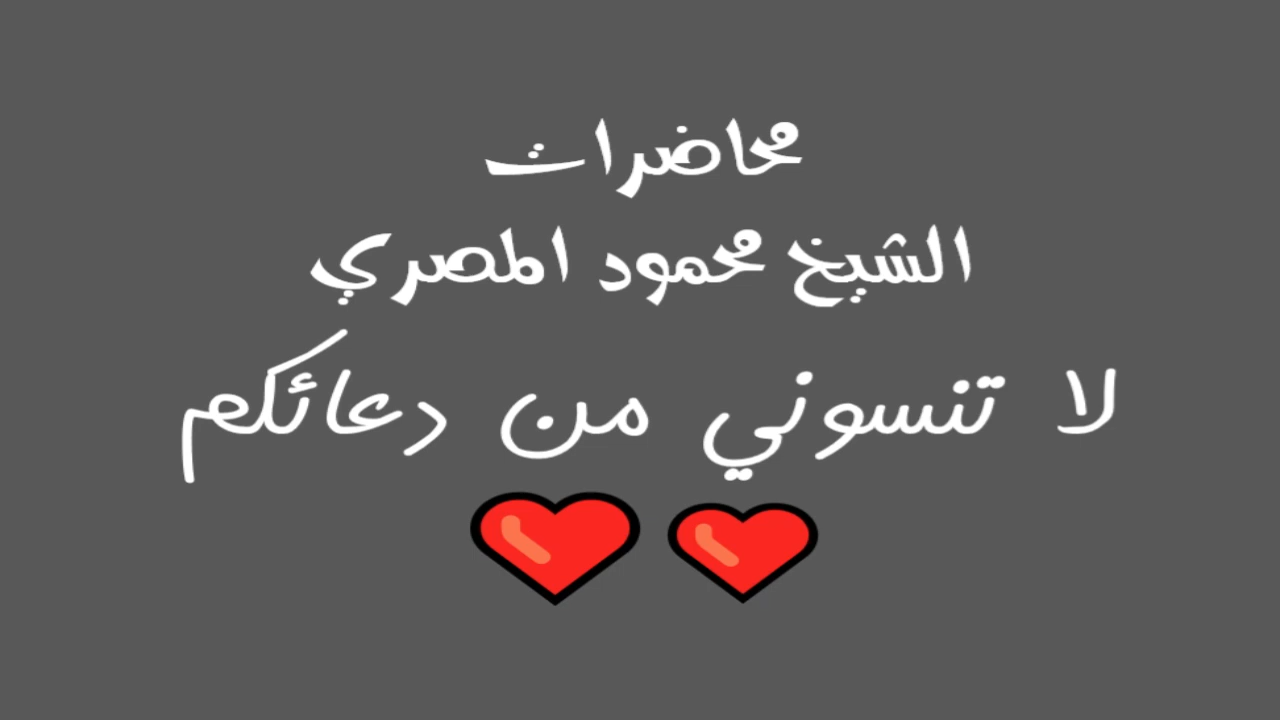 محاضرات
الشيخ محمود المصري
لا تنسوني من دعائكم